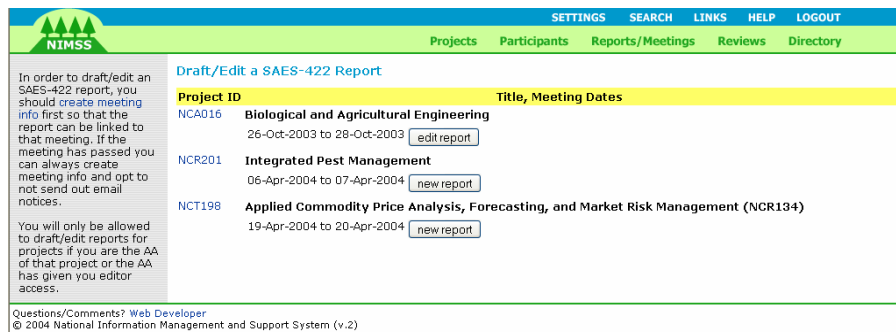 SETTINGS SEARCH LINKS HELP LOGOUT
NIMSS
Projects Participants Reports/Meetings Reviews Directory
In order to draft/edit an
SAES-422 report, you
should create meeting
info first so that the
report can be linked to
that meeting. If the
meeting has passed you
can always create
meeting info and opt to
not send out email
notices.
You will only be allowed
to draft/edit reports for
projects if you are the AA
of that project or the AA
has given you editor
access.
Draft/Edit a SAES-422 Report
Project ID Title, Meeting Dates
NCA016 Biological and Agricultural Engineering
26-Oct-2003 to 28-Oct-2003 edit report
NCR201 Integrated Pest Management
06-Apr-2004 to 07-Apr-2004 new report
NCT198 Applied Commodity Price Analysis, Forecasting, and Market Risk Management (NCR134)
19-Apr-2004 to 20-Apr-2004 new report
Questions/Comments? Web Developer
© 2004 National Information Management and Support System (v.2)